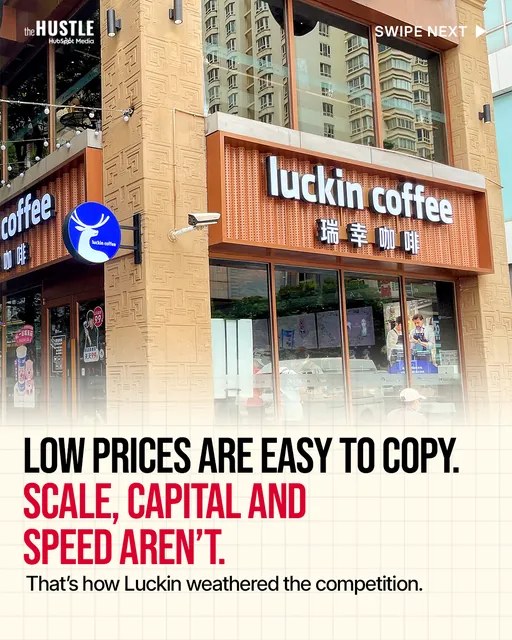 the HUSTLE
HubSpot Media
SWIPE NEXT
luckin coffee
瑞幸咖啡
coffee
咖啡
luckin coffee
LOW PRICES ARE EASY TO COPY.
SCALE, CAPITAL AND
SPEED AREN'T.
That's how Luckin weathered the competition.